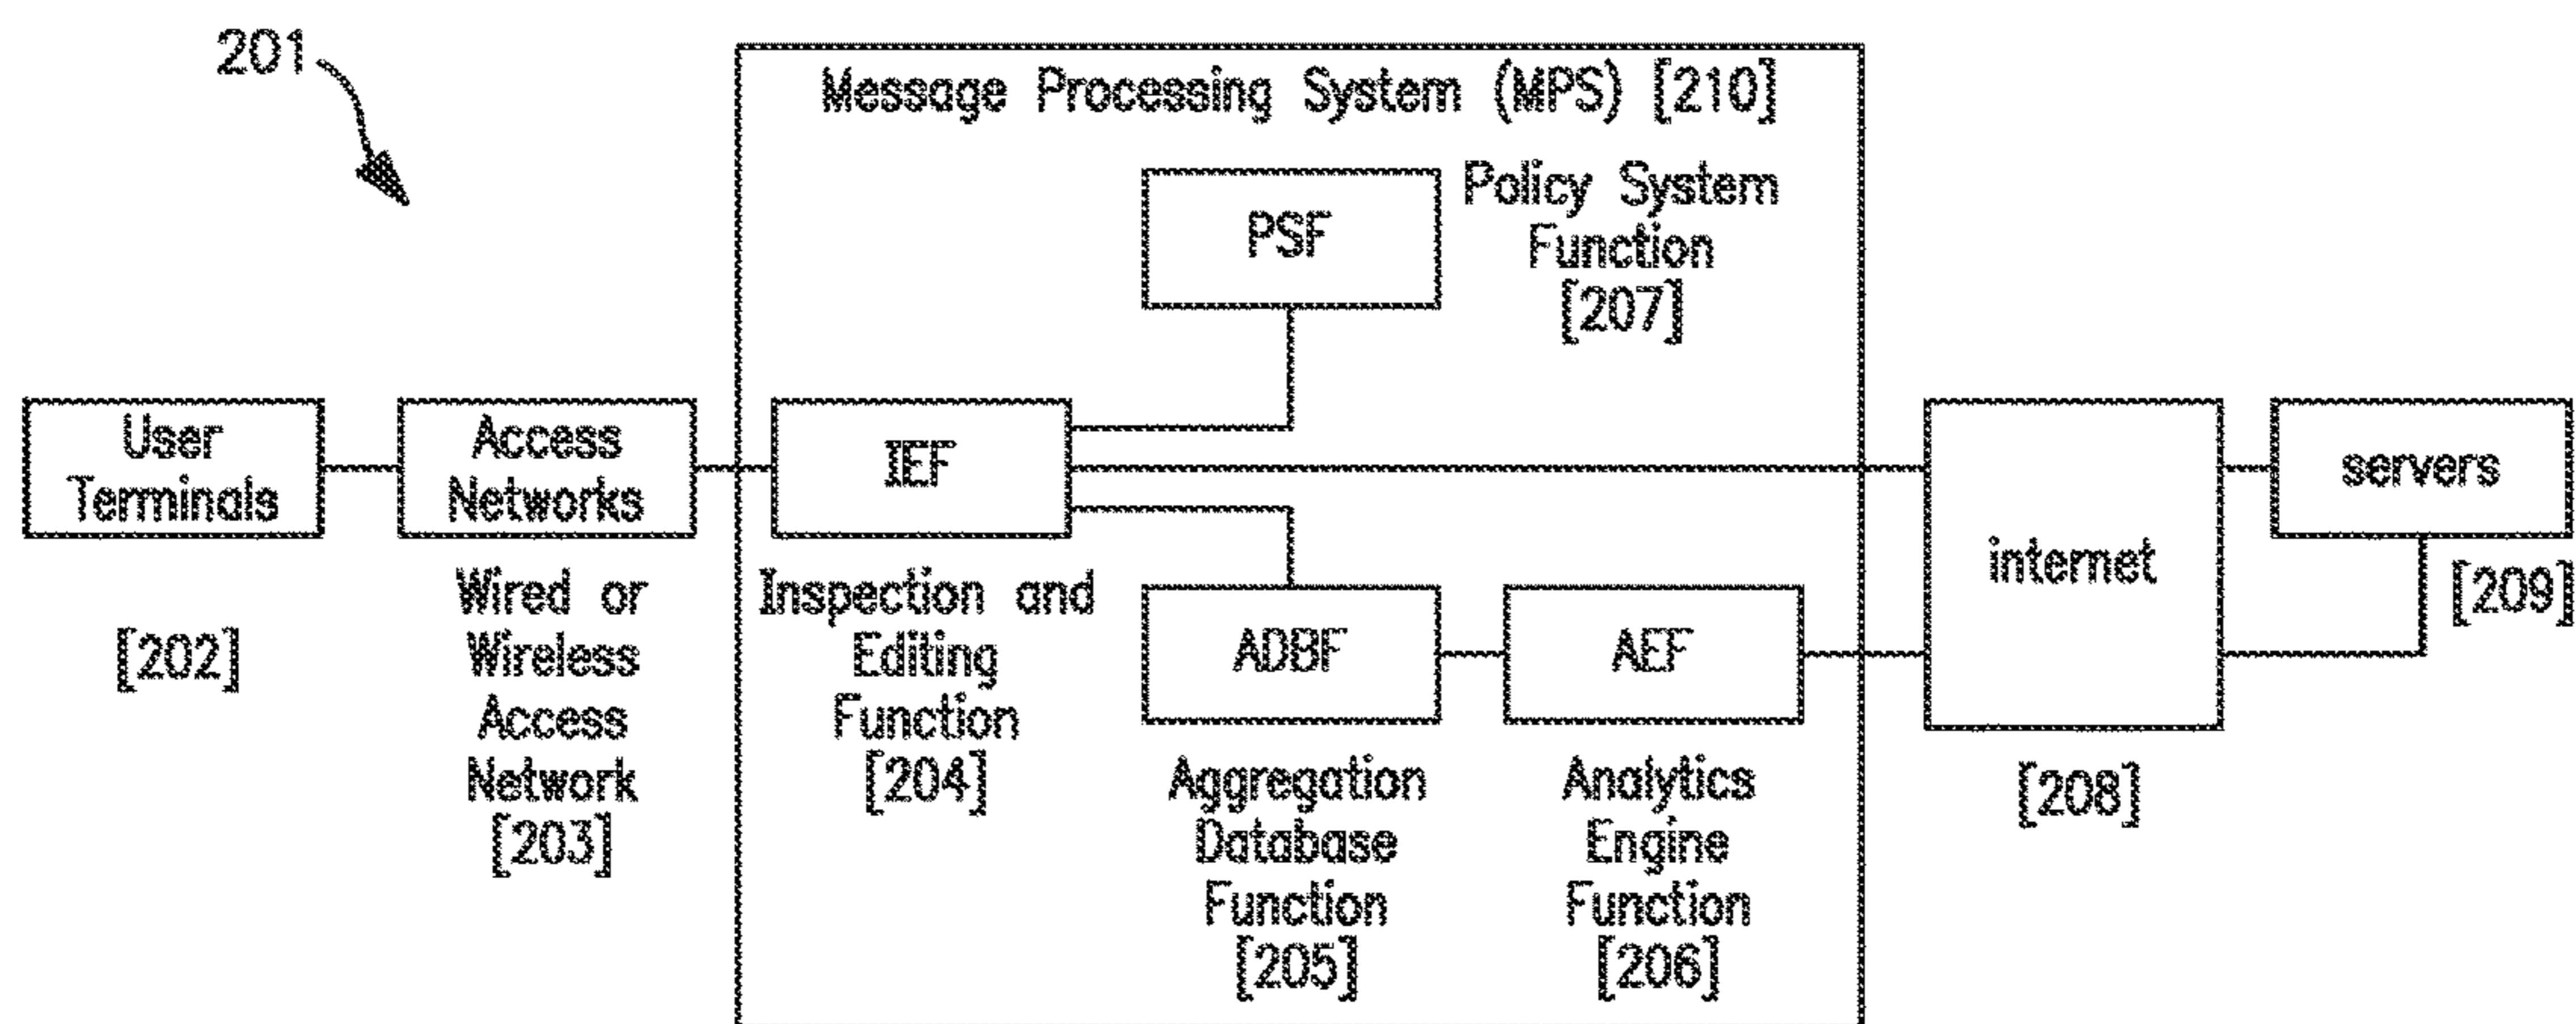 201
Message Processing System (MPS) [210]
PSF
Policy System
Function
[207]
User
Terminals
[202]
Access
Networks
Wired or
Wireless
Access
Network
[203]
IEF
Inspection and
Editing
Function
[204]
ADBF
Aggregation
Database
Function
[205]
AEF
Analytics
Engine
Function
[206]
internet
[208]
servers
[209]